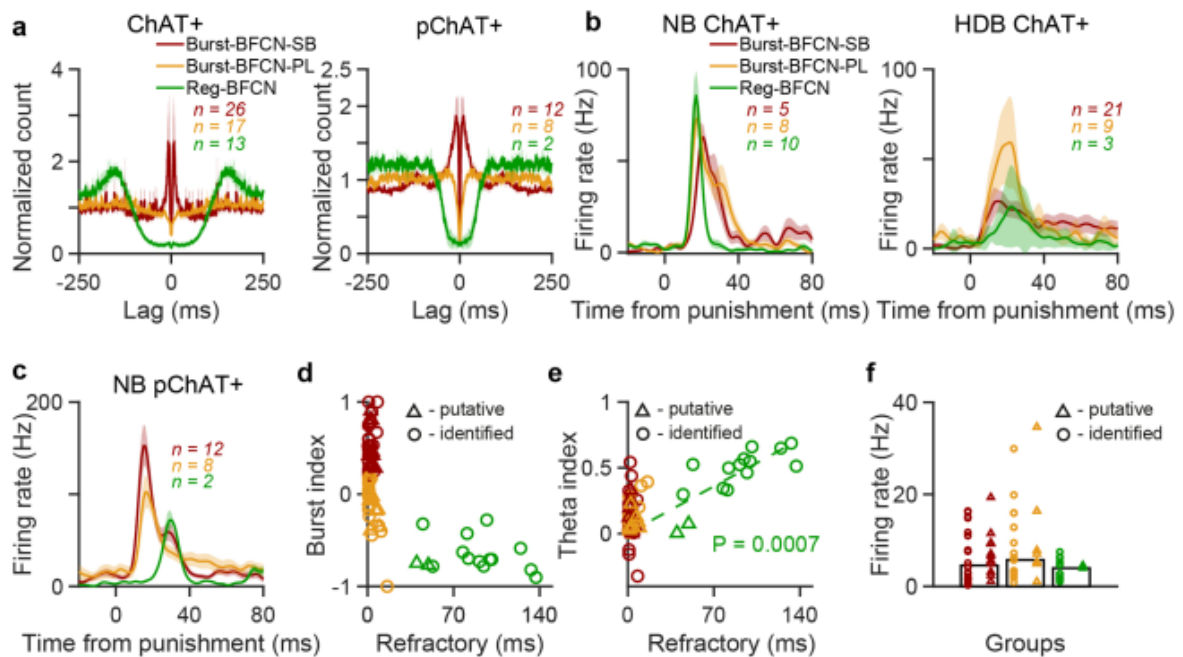 a
ChAT+
Burst-BFCN-SB
Burst-BFCN-PL
Reg-BFCN
n = 26
n = 17
n = 13
Normalized count
4
2
0
-250
0
250
Lag (ms)
pChAT+
n = 12
n = 8
n = 2
Normalized count
2.5
2
1
0
-250
0
250
Lag (ms)
b
NB ChAT+
Burst-BFCN-SB
Burst-BFCN-PL
Reg-BFCN
n = 5
n = 8
n = 10
Firing rate (Hz)
100
0
0
40
80
Time from punishment (ms)
HDB ChAT+
n = 21
n = 9
n = 3
Firing rate (Hz)
100
0
0
40
80
Time from punishment (ms)
c
NB pChAT+
n = 12
n = 8
n = 2
Firing rate (Hz)
200
0
0
40
80
Time from punishment (ms)
d
- putative
- identified
Burst index
1
0
-1
0
70
140
Refractory (ms)
e
- putative
- identified
Theta index
1
0.5
0
P = 0.0007
0
70
140
Refractory (ms)
f
- putative
- identified
Firing rate (Hz)
40
20
0
Groups